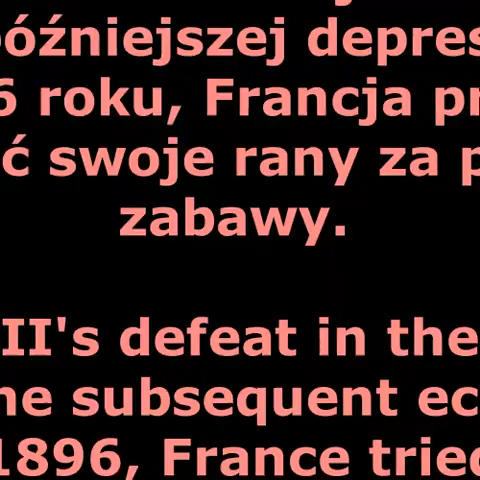 óźniejszej depres
6 roku, Francja pr
ć swoje rany za p
zabawy.
II's defeat in the
ne subsequent ec
1896, France tried